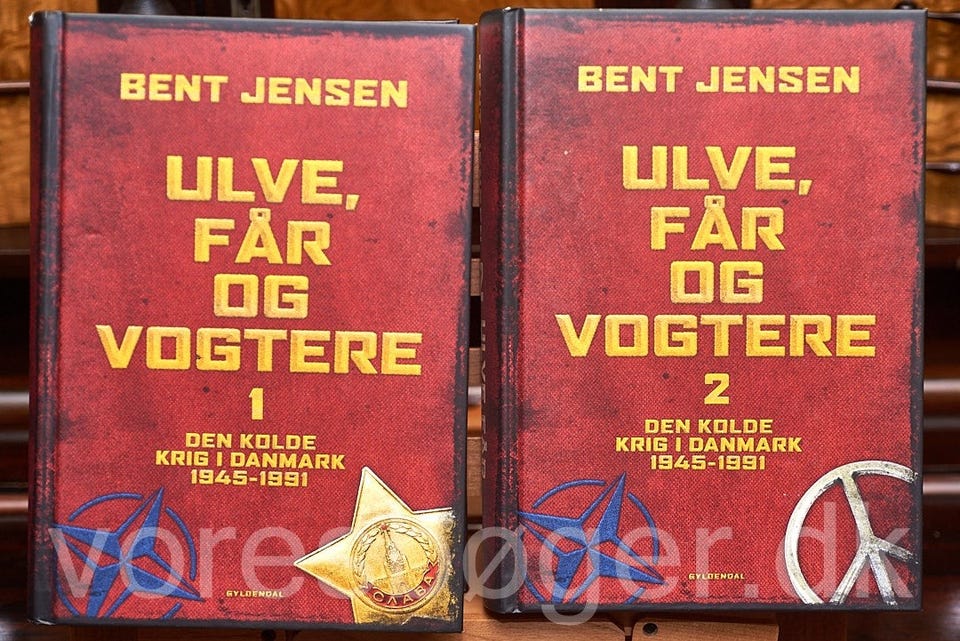 BENT JENSEN
ULVE,
FÅR
OG
VOGTERE
1
DEN KOLDE
KRIG I DANMARK
1945-1991
GYLDENDAL
СЛАВА
BENT JENSEN
ULVE,
FÅR
OG
VOGTERE
2
DEN KOLDE
KRIG I DANMARK
1945-1991
GYLDENDAL
voresbøger.dk